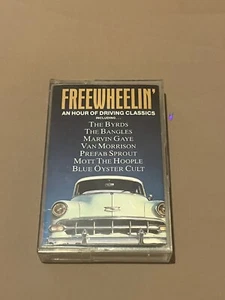 FREEWHEELIN'
AN HOUR OF DRIVING CLASSICS
INCLUDING...
THE BYRDS
THE BANGLES
MARVIN GAYE
VAN MORRISON
PREFAB SPROUT
MOTT THE HOOPLE
BLUE OYSTER CULT